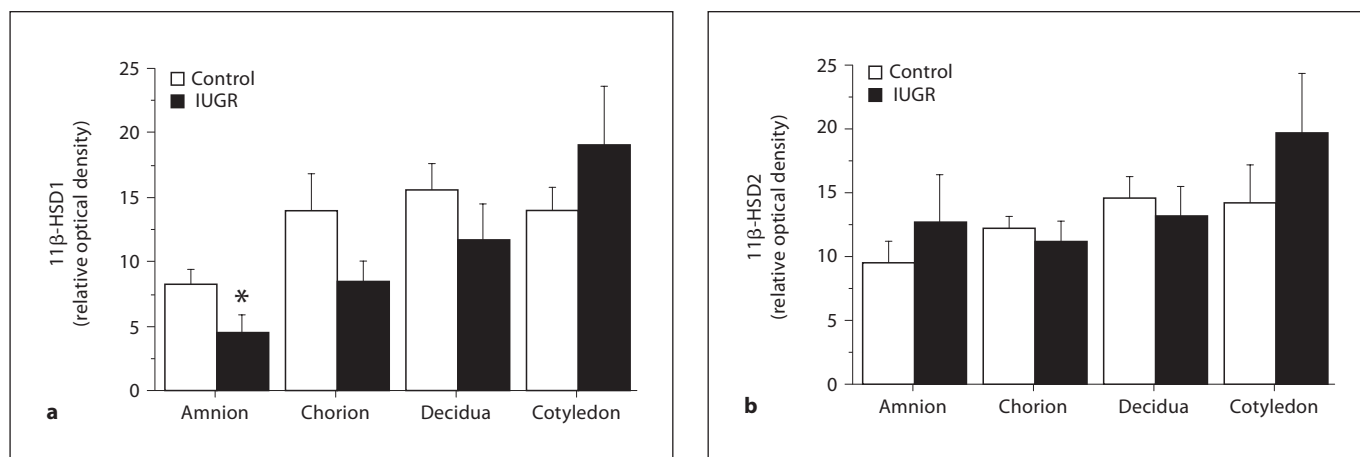 Control
IUGR
25
20
15
10
5
0
11β-HSD1
(relative optical density)
*
Amnion Chorion Decidua Cotyledon
a
Control
IUGR
25
20
15
10
5
0
11β-HSD2
(relative optical density)
Amnion Chorion Decidua Cotyledon
b